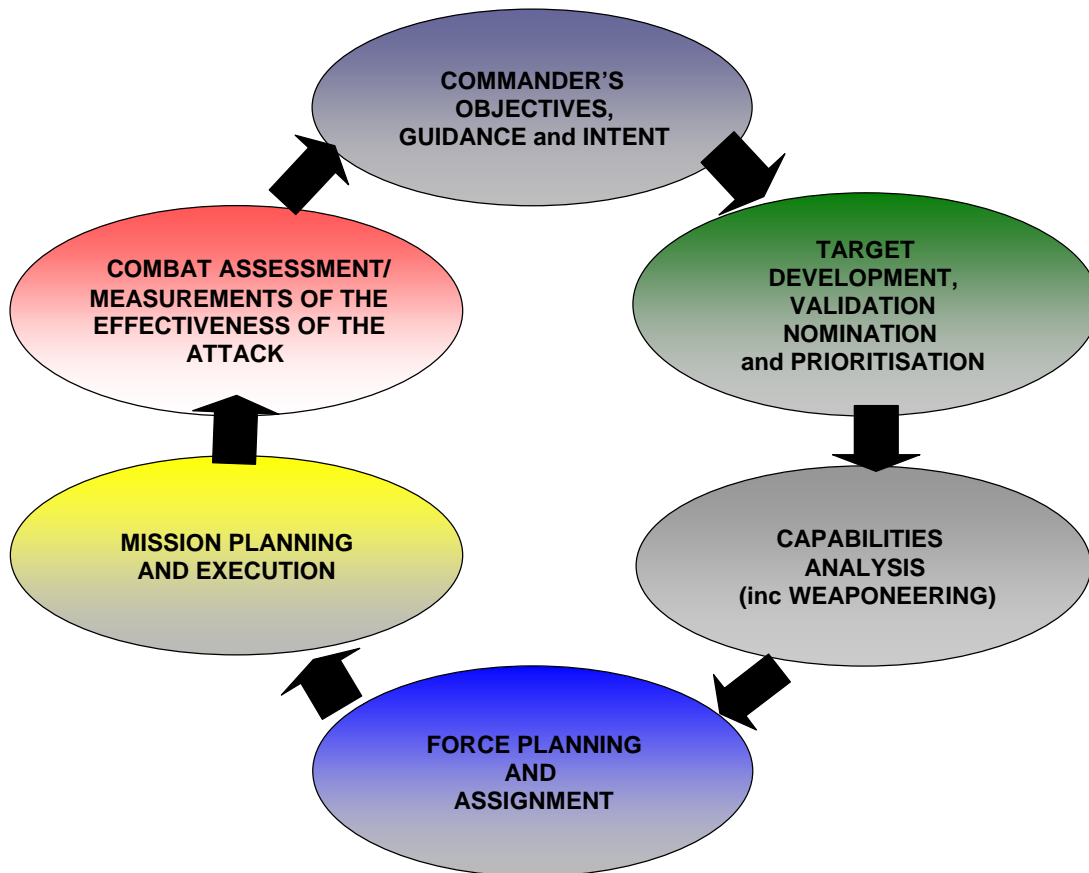 COMMANDER’S
OBJECTIVES,
GUIDANCE and INTENT
TARGET
DEVELOPMENT,
VALIDATION
NOMINATION
and PRIORITISATION
CAPABILITIES
ANALYSIS
(inc WEAPONEERING)
FORCE PLANNING
AND
ASSIGNMENT
MISSION PLANNING
AND EXECUTION
COMBAT ASSESSMENT/
MEASUREMENTS OF THE
EFFECTIVENESS OF THE
ATTACK